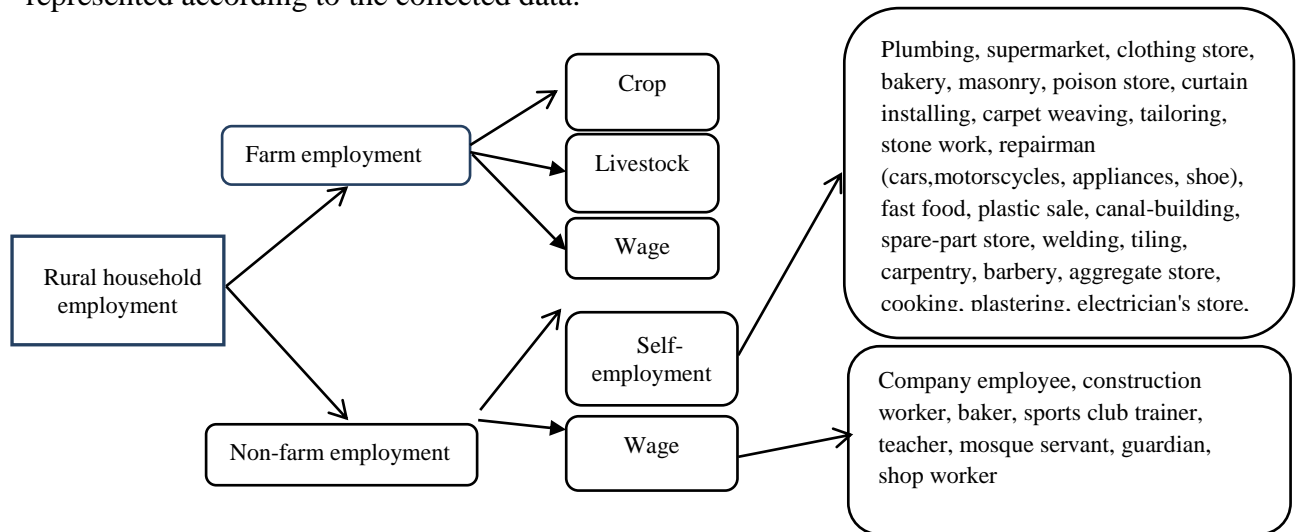 represented according to the collected data.
Rural household
employment
Farm employment
Non-farm employment
Crop
Livestock
Wage
Self-
employment
Wage
Plumbing, supermarket, clothing store,
bakery, masonry, poison store, curtain
installing, carpet weaving, tailoring,
stone work, repairman
(cars,motorscycles, appliances, shoe),
fast food, plastic sale, canal-building,
spare-part store, welding, tiling,
carpentry, barbery, aggregate store,
cooking, plastering, electrician's store,
Company employee, construction
worker, baker, sports club trainer,
teacher, mosque servant, guardian,
shop worker